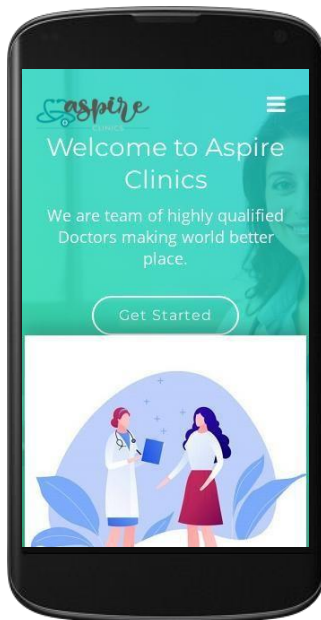 aspire
CLINICS
Welcome to Aspire
Clinics
We are team of highly qualified
Doctors making world better
place.
Get Started